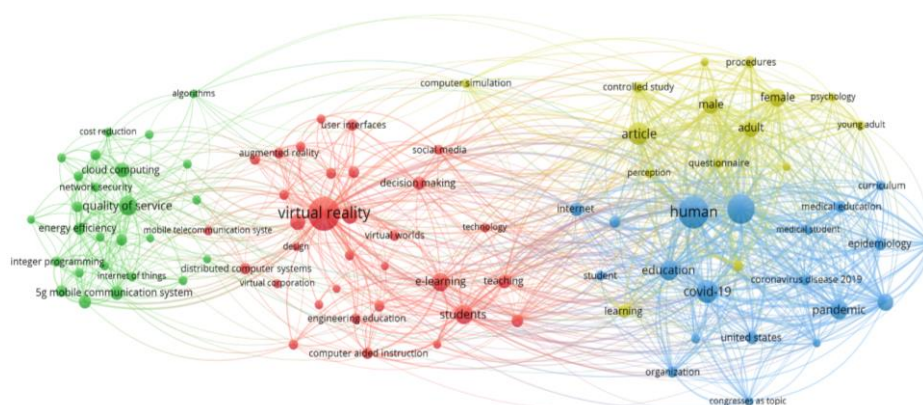 algorithms
cost reduction
cloud computing
network security
quality of service
energy efficiency
mobile telecommunication syste
integer programming
internet of things
distributed computer systems
5g mobile communication system
computer simulation
user interfaces
augmented reality
social media
decision making
virtual reality
virtual worlds
technology
design
virtual corporation
e-learning
teaching
students
engineering education
computer aided instruction
procedures
controlled study
male
female
psychology
article
adult
young adult
questionnaire
perception
internet
human
curriculum
medical education
medical student
epidemiology
student
education
coronavirus disease 2019
covid-19
learning
pandemic
united states
organization
congresses as topic